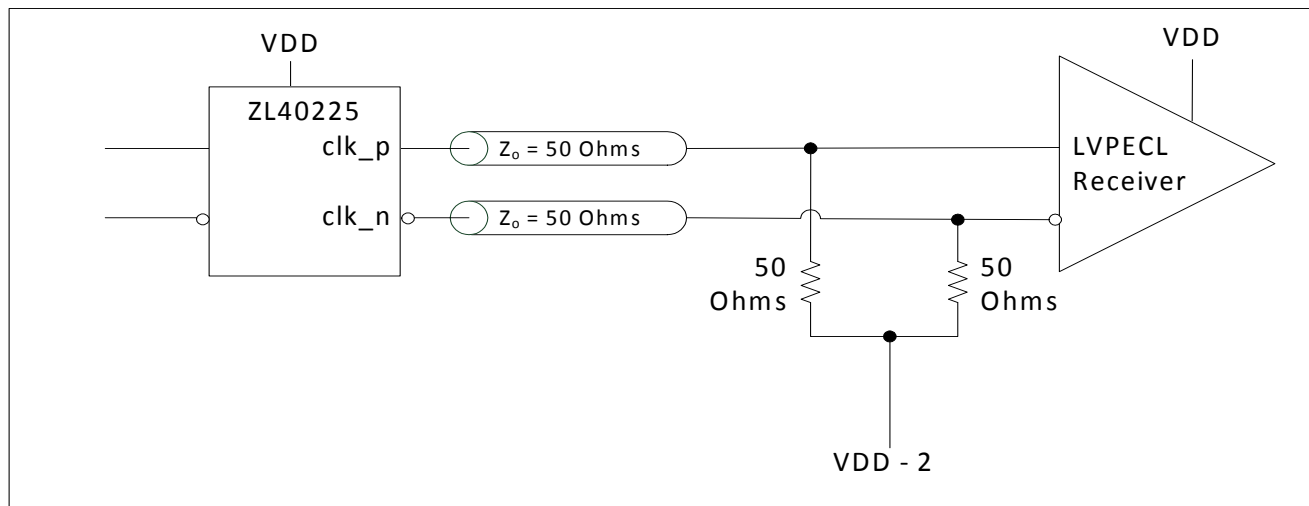 VDD
VDD
ZL40225
clk_p
Zₒ = 50 Ohms
LVPECL
Receiver
clk_n
Zₒ = 50 Ohms
50
Ohms
50
Ohms
VDD - 2